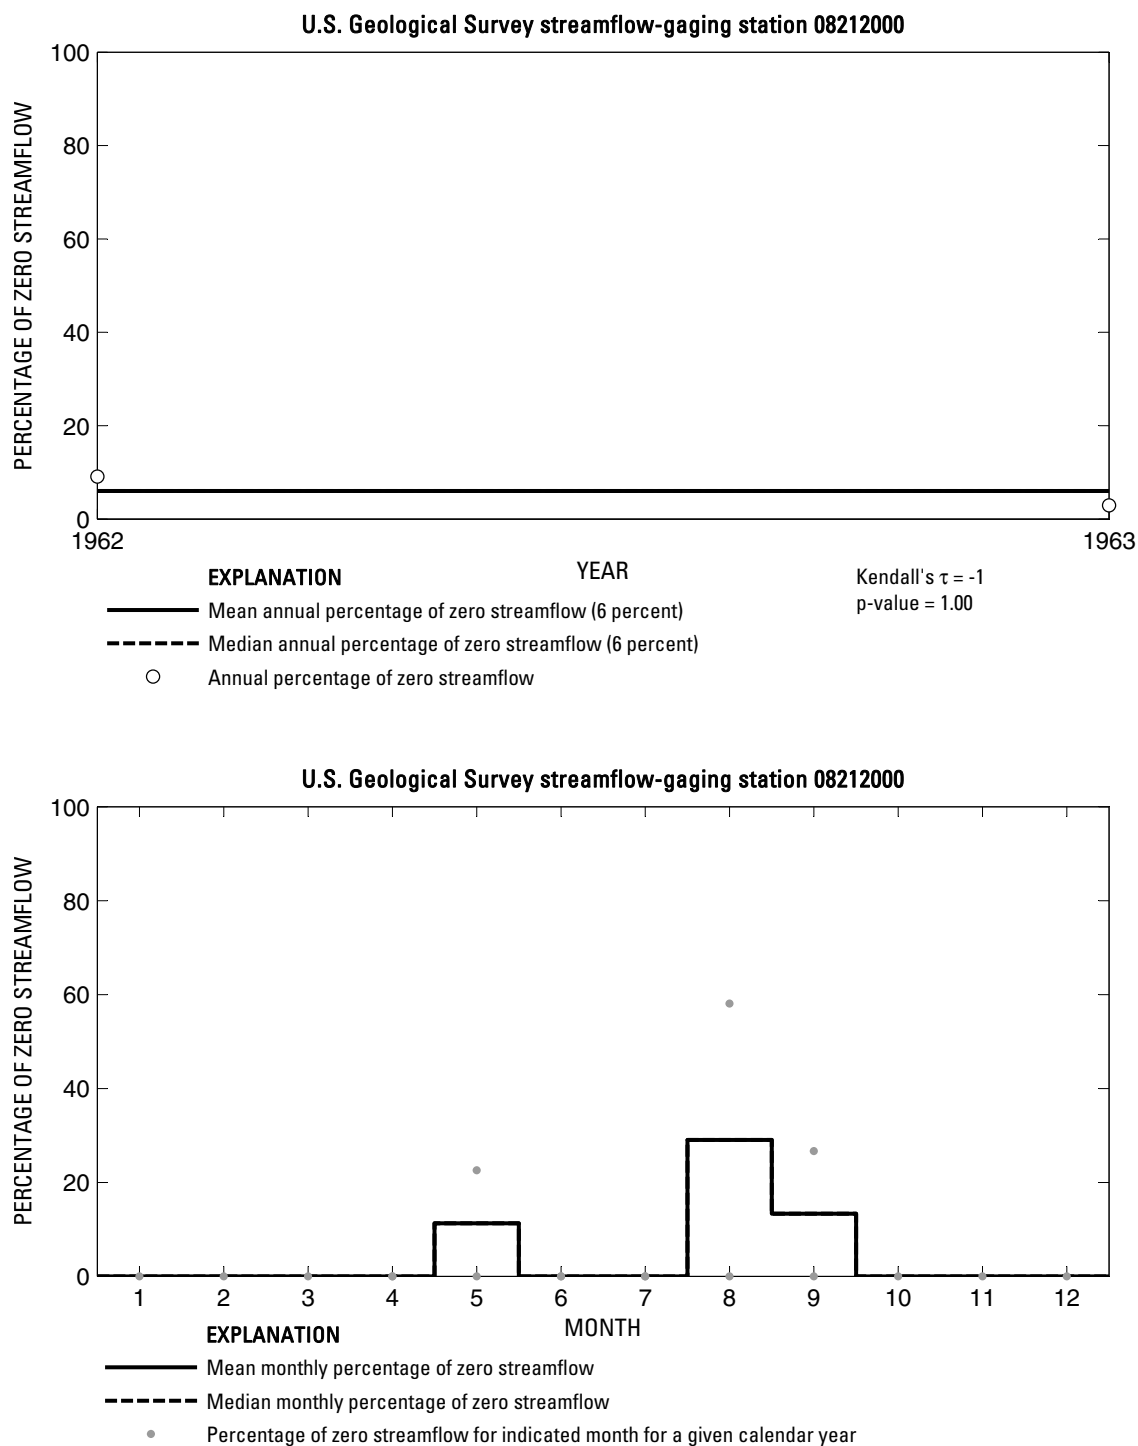 U.S. Geological Survey streamflow-gaging station 08212000
PERCENTAGE OF ZERO STREAMFLOW
100
80
60
40
20
0
1962
1963
YEAR
EXPLANATION
Mean annual percentage of zero streamflow (6 percent)
Median annual percentage of zero streamflow (6 percent)
Annual percentage of zero streamflow
Kendall's τ = -1
p-value = 1.00
U.S. Geological Survey streamflow-gaging station 08212000
PERCENTAGE OF ZERO STREAMFLOW
100
80
60
40
20
0
1 2 3 4 5 6 7 8 9 10 11 12
MONTH
EXPLANATION
Mean monthly percentage of zero streamflow
Median monthly percentage of zero streamflow
Percentage of zero streamflow for indicated month for a given calendar year